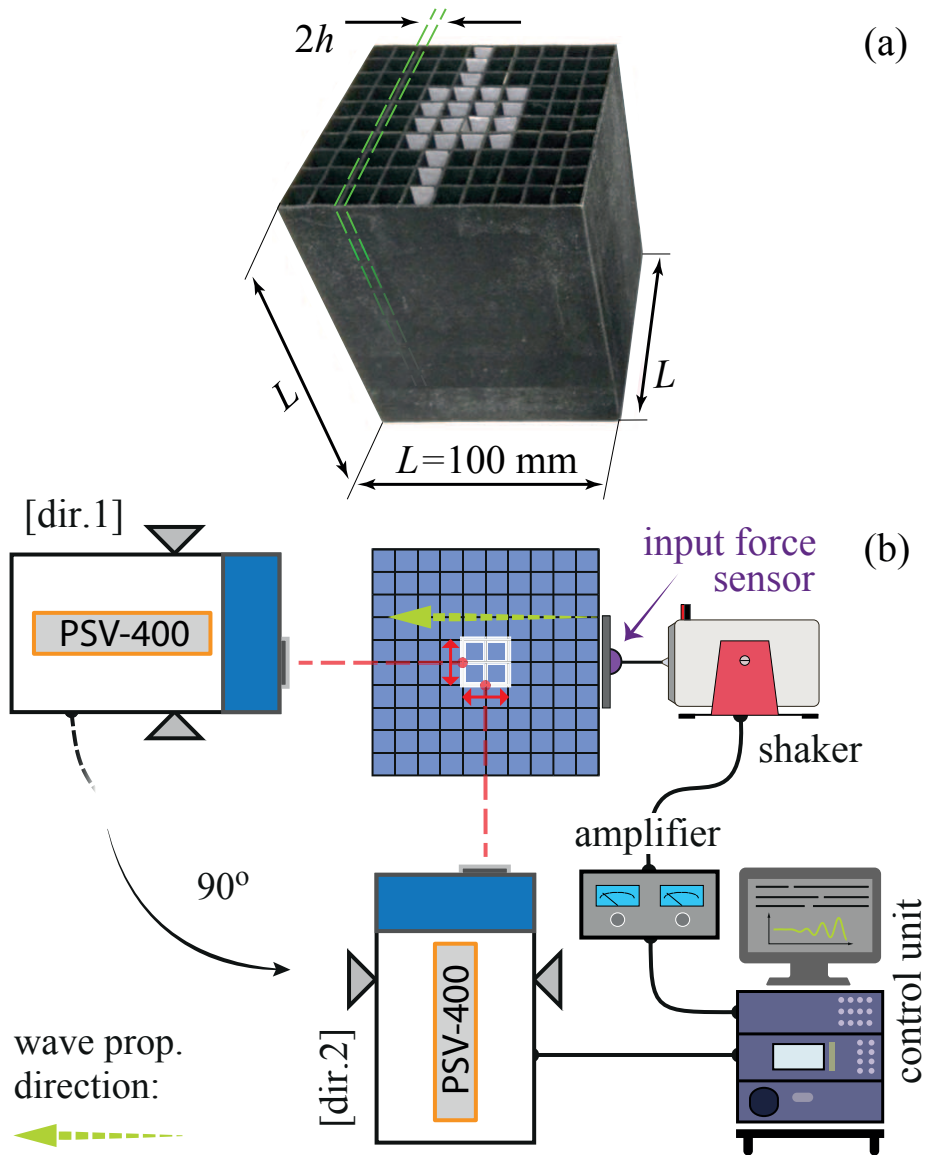 (a)
2h
L
L
L=100 mm
[dir.1]
(b)
input force
sensor
PSV-400
shaker
amplifier
90º
control unit
PSV-400
[dir.2]
wave prop.
direction: